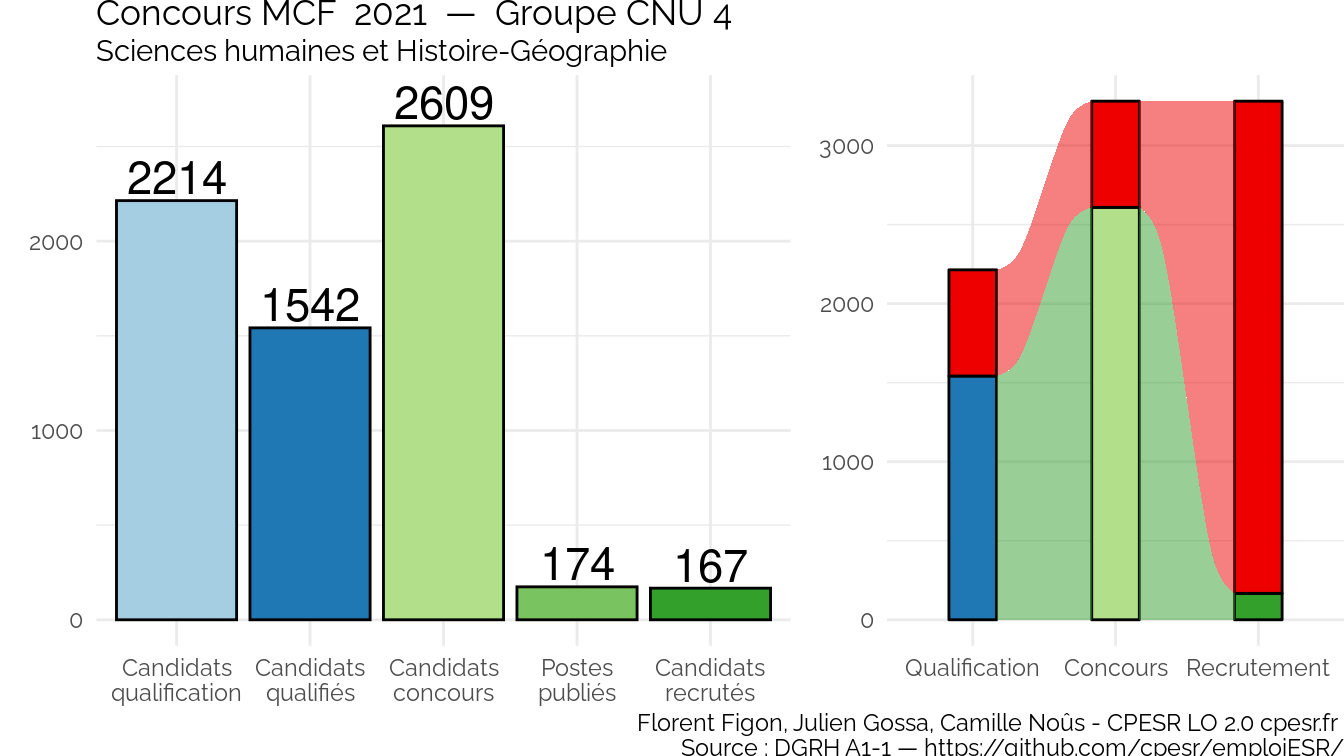 Concours MCF 2021 — Groupe CNU 4
Sciences humaines et Histoire-Géographie
2609
2214
1542
174
167
2000
1000
0
Candidats qualification
Candidats qualifiés
Candidats concours
Postes publiés
Candidats recrutés
3000
2000
1000
0
Qualification
Concours
Recrutement
Florent Figon, Julien Gossa, Camille Noûs - CPESR LO 2.0 cpesr.fr
Source : DGRH A1-1 — https://github.com/cpesr/emploiESR/